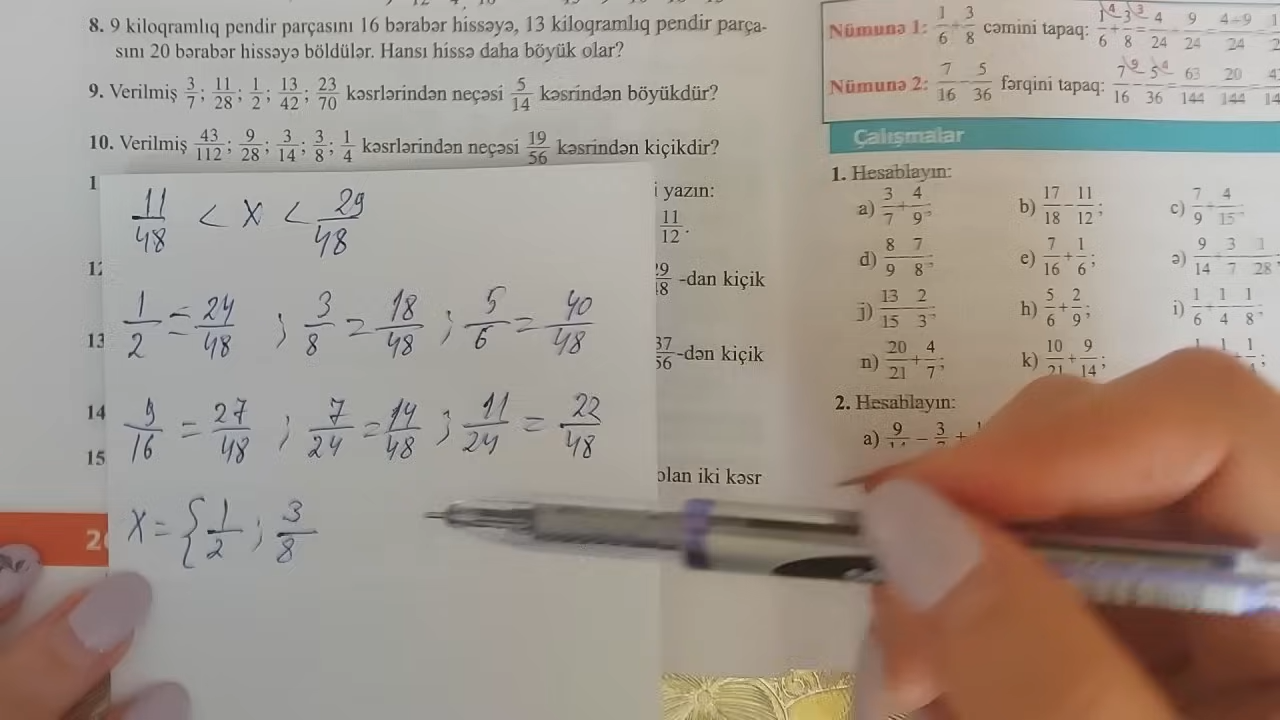 8. 9 kiloqramlıq pendir parçasını 16 bərabər hissəyə, 13 kiloqramlıq pendir parça-
sını 20 bərabər hissəyə böldülər. Hansı hissə daha böyük olar?
9. Verilmiş 3/7; 11/28; 1/2; 13/42; 23/70 kəsrlərindən neçəsi 5/14 kəsrindən böyükdür?
10. Verilmiş 43/112; 9/28; 3/14; 3/8; 1/4 kəsrlərindən neçəsi 19/56 kəsrindən kiçikdir?
i yazın:
11/12.
-dan kiçik
13
37/56-dən kiçik
14
15
olan iki kəsr
11/48 < X < 29/48
1/2 = 24/48 ; 3/8 = 18/48 ; 5/6 = 40/48
9/16 = 27/48 ; 7/24 = 14/48 ; 11/24 = 22/48
X = { 1/2 ; 3/8
Nümunə 1: 1/6 + 3/8 cəmini tapaq:
Nümunə 2: 7/16 - 5/36 fərqini tapaq:
Çalışmalar
1. Hesablayın:
a) 3/7 + 4/9; b) 17/18 - 11/12; c) 7/9 + 4/15;
d) 8/9 - 7/8; e) 7/16 + 1/6; ə) 9/14 + 3/7 - 1/28
j) 13/15 - 2/3; h) 5/6 + 2/9; i) 1/6 + 1/4 + 1/8;
n) 20/21 + 4/7; k) 10/21 + 9/14;
2. Hesablayın:
a)